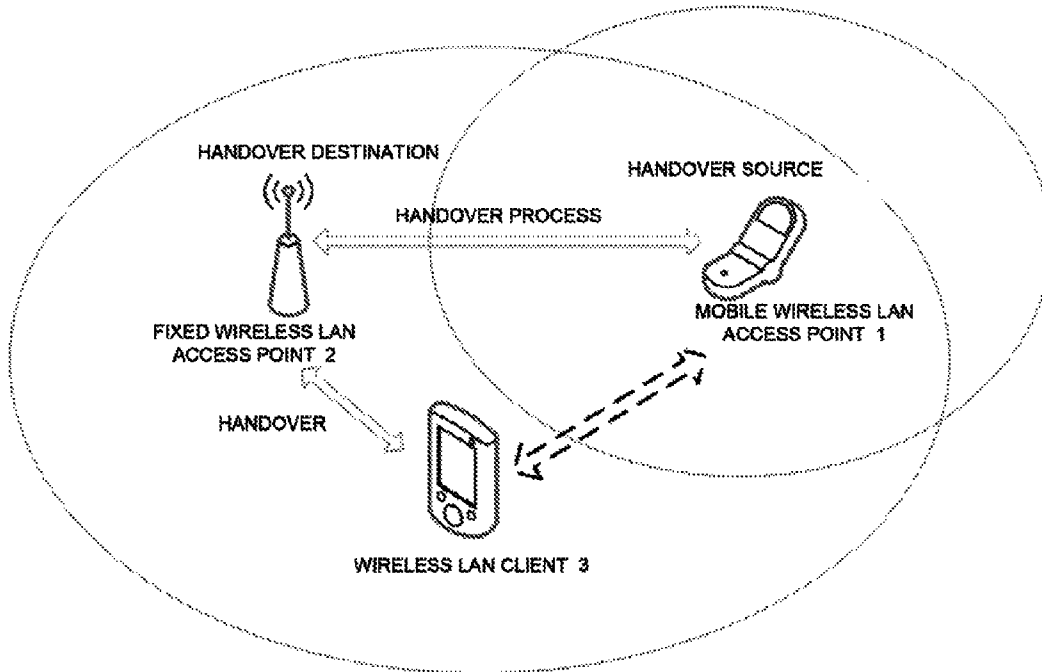 HANDOVER DESTINATION
HANDOVER SOURCE
HANDOVER PROCESS
FIXED WIRELESS LAN
ACCESS POINT 2
MOBILE WIRELESS LAN
ACCESS POINT 1
HANDOVER
WIRELESS LAN CLIENT 3